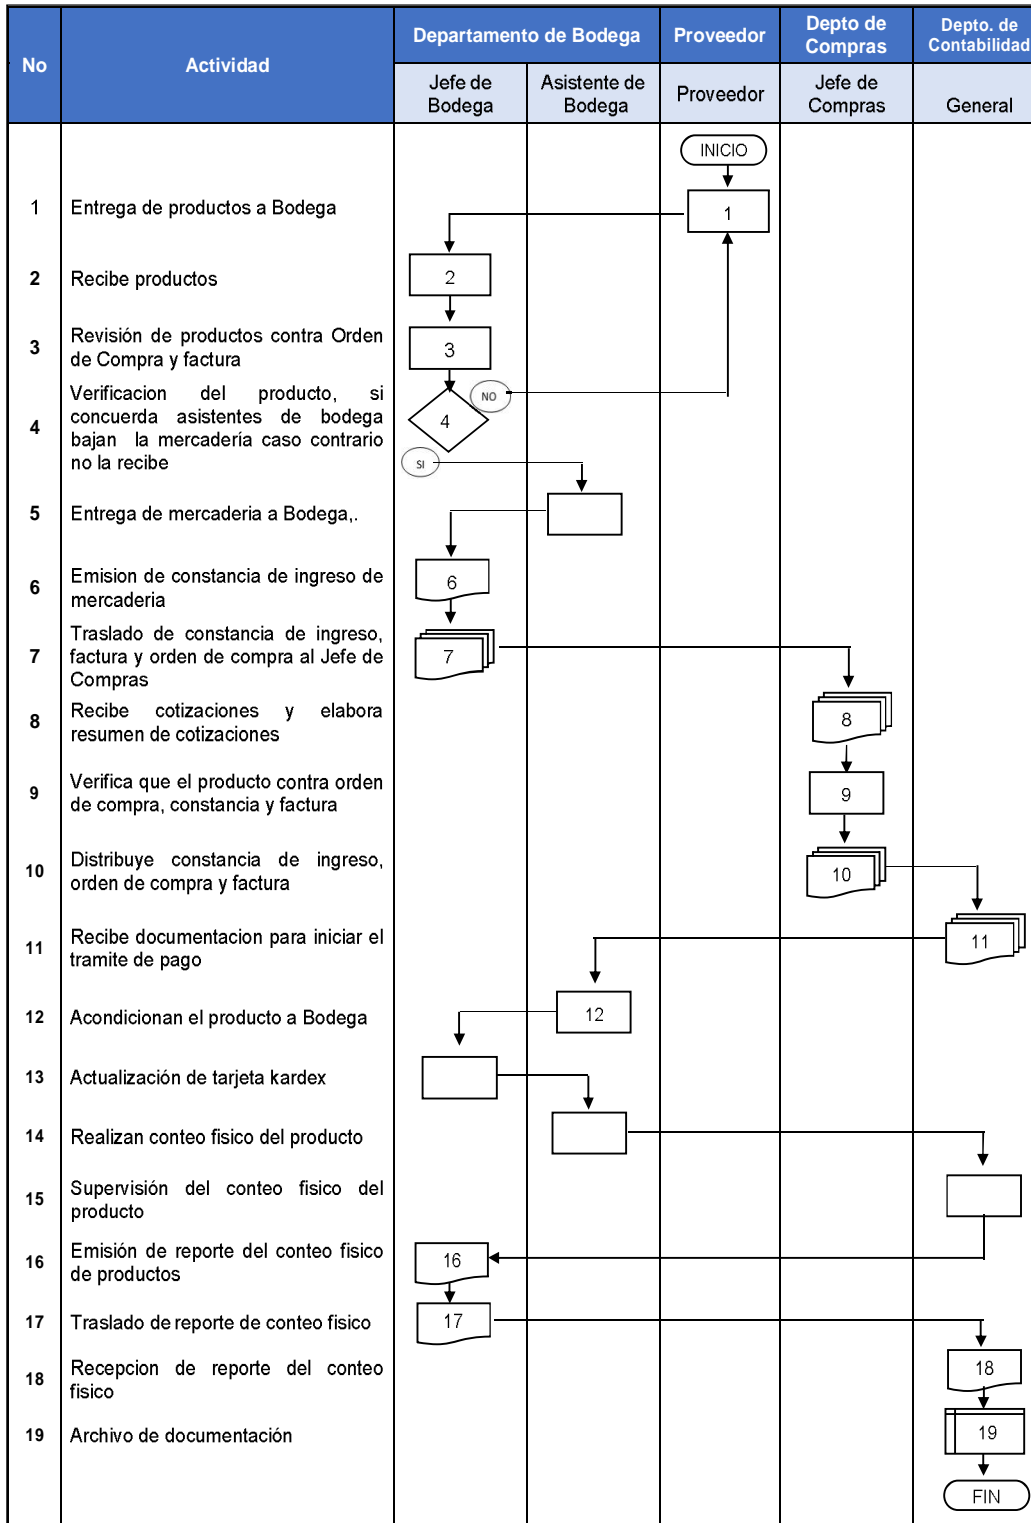 No
Actividad
Departamento de Bodega
Proveedor
Depto de
Compras
Depto. de
Contabilidad
Jefe de
Bodega
Asistente de
Bodega
Proveedor
Jefe de
Compras
General
INICIO
1
Entrega de productos a Bodega
1
2
Recibe productos
2
3
Revisión de productos contra Orden
de Compra y factura
3
4
Verificacion del producto, si
concuerda asistentes de bodega
bajan la mercadería caso contrario
no la recibe
4
NO
SI
5
Entrega de mercaderia a Bodega,.
6
Emision de constancia de ingreso de
mercaderia
6
7
Traslado de constancia de ingreso,
factura y orden de compra al Jefe de
Compras
7
8
Recibe cotizaciones y elabora
resumen de cotizaciones
8
9
Verifica que el producto contra orden
de compra, constancia y factura
9
10
Distribuye constancia de ingreso,
orden de compra y factura
10
11
Recibe documentacion para iniciar el
tramite de pago
11
12
Acondicionan el producto a Bodega
12
13
Actualización de tarjeta kardex
14
Realizan conteo fisico del producto
15
Supervisión del conteo fisico del
producto
16
Emisión de reporte del conteo fisico
de productos
16
17
Traslado de reporte de conteo fisico
17
18
Recepcion de reporte del conteo
fisico
18
19
Archivo de documentación
19
FIN